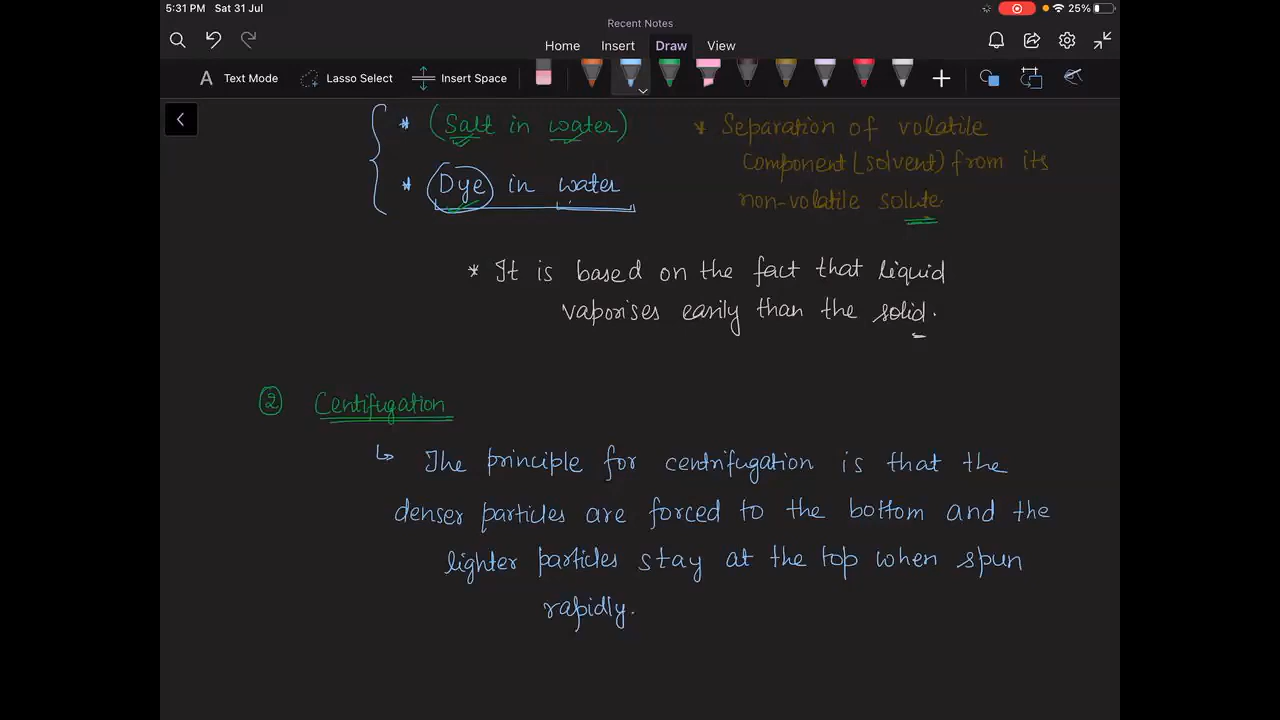 5:31 PM Sat 31 Jul
25%
Recent Notes
Home Insert Draw View
A Text Mode Lasso Select Insert Space
* (Salt in water)
* Dye in water
* Separation of volatile
Component (solvent) from its
non-volatile solute.
* It is based on the fact that liquid
vaporises easily than the solid.
② Centifugation
↳ The principle for centrifugation is that the
denser particles are forced to the bottom and the
lighter particles stay at the top when spun
rapidly.